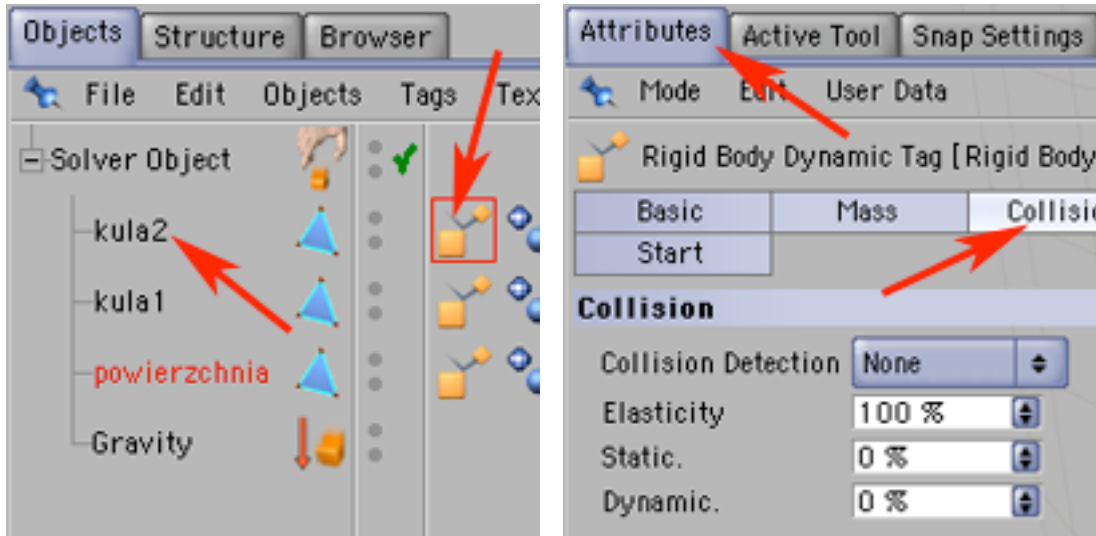 Objects Structure Browser
File Edit Objects Tags
Solver Object
kula2
kula1
powierzchnia
Gravity
Attributes Active Tool Snap Settings
Mode Edit User Data
Rigid Body Dynamic Tag [Rigid Body
Basic Mass
Start
Collision
Collision Detection None
Elasticity 100 %
Static. 0 %
Dynamic. 0 %